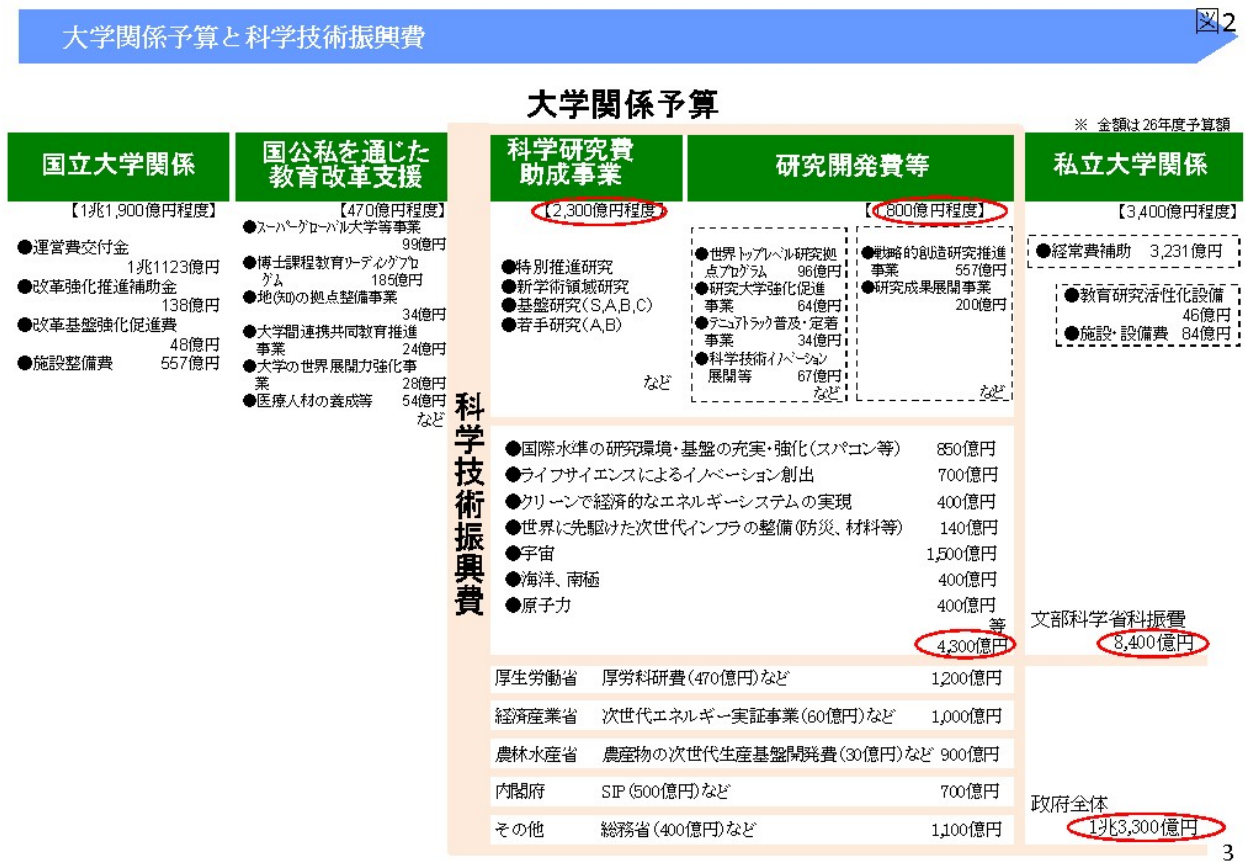 図2
大学関係予算と科学技術振興費
大学関係予算
※ 金額は26年度予算額
国立大学関係
【1兆1,900億円程度】
●運営費交付金
1兆1123億円
●改革強化推進補助金
138億円
●改革基盤強化促進費
48億円
●施設整備費 557億円
国公私を通じた
教育改革支援
【470億円程度】
●スーパーグローバル大学等事業
99億円
●博士課程教育リーディングプロ
グム 185億円
●地(知)の拠点整備事業
34億円
●大学間連携共同教育推進
事業 24億円
●大学の世界展開力強化事
業 28億円
●医療人材の養成等 54億円
など
科学技術振興費
科学研究費
助成事業
【2,300億円程度】
●特別推進研究
●新学術領域研究
●基盤研究(S,A,B,C)
●若手研究(A,B)
など
研究開発費等
【1,800億円程度】
●世界トップレベル研究拠
点プログラム 96億円
●研究大学強化促進
事業 64億円
●テニュアトラック普及・定着
事業 34億円
●科学技術イノベーション
展開等 67億円
など
●戦略的創造研究推進
事業 557億円
●研究成果展開事業
200億円
など
私立大学関係
【3,400億円程度】
●経常費補助 3,231億円
●教育研究活性化設備
46億円
●施設・設備費 84億円
●国際水準の研究環境・基盤の充実・強化(スパコン等) 850億円
●ライフサイエンスによるイノベーション創出 700億円
●クリーンで経済的なエネルギーシステムの実現 400億円
●世界に先駆けた次世代インフラの整備(防災、材料等) 140億円
●宇宙 1,500億円
●海洋、南極 400億円
●原子力 400億円
等
4,300億円
文部科学省科振費
8,400億円
厚生労働省 厚労科研費(470億円)など 1,200億円
経済産業省 次世代エネルギー実証事業(60億円)など 1,000億円
農林水産省 農産物の次世代生産基盤開発費(30億円)など 900億円
内閣府 SIP(500億円)など 700億円
その他 総務省(400億円)など 1,100億円
政府全体
1兆3,300億円
3